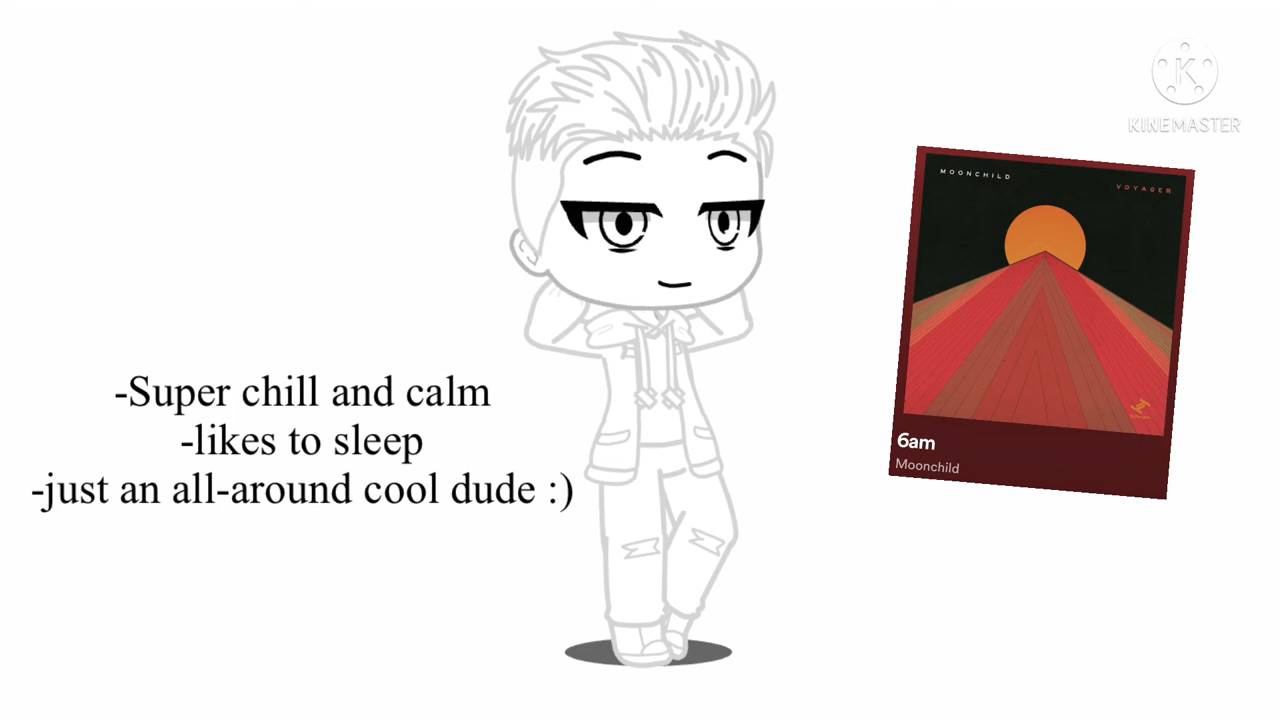 KINEMASTER
MOONCHILD
VOYAGER
-Super chill and calm
-likes to sleep
-just an all-around cool dude :)
6am
Moonchild